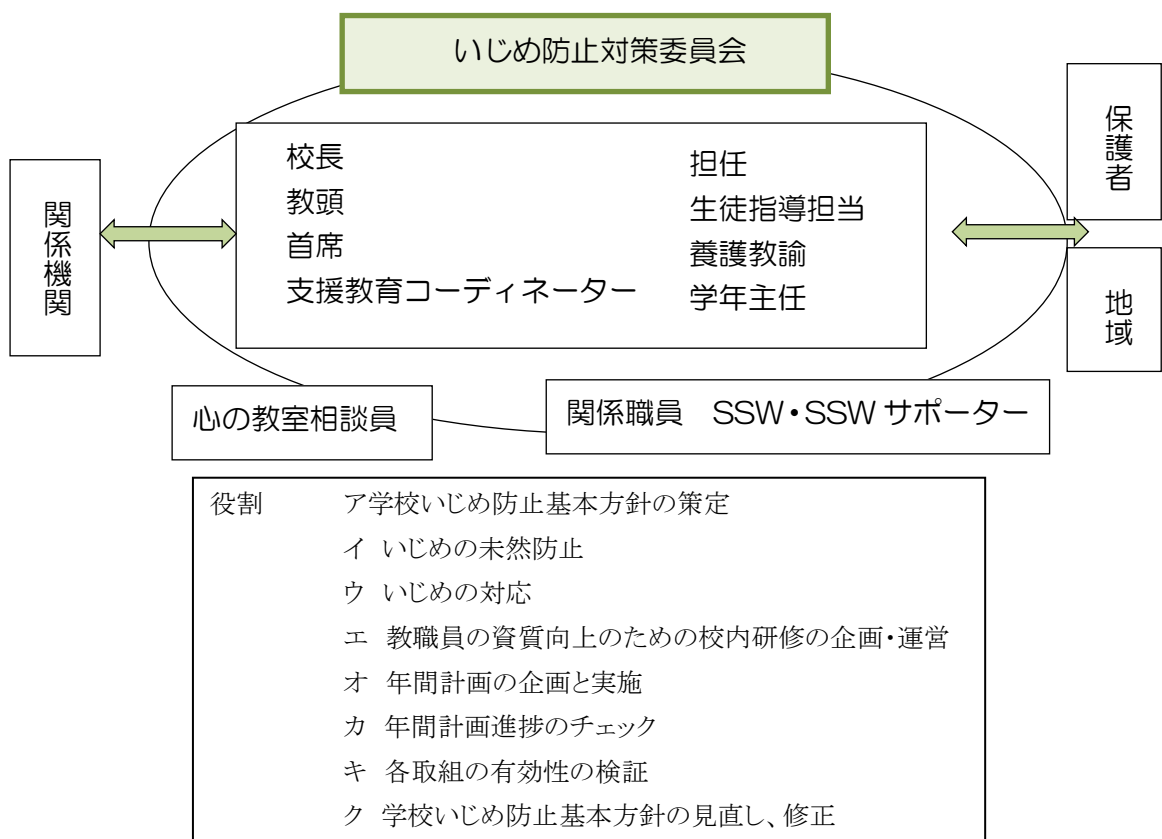 いじめ防止対策委員会
校長
教頭
首席
支援教育コーディネーター
担任
生徒指導担当
養護教諭
学年主任
関係機関
保護者
地域
心の教室相談員
関係職員　SSW・SSW サポーター
役割　ア学校いじめ防止基本方針の策定
イ いじめの未然防止
ウ いじめの対応
エ 教職員の資質向上のための校内研修の企画・運営
オ 年間計画の企画と実施
カ 年間計画進捗のチェック
キ 各取組の有効性の検証
ク 学校いじめ防止基本方針の見直し、修正